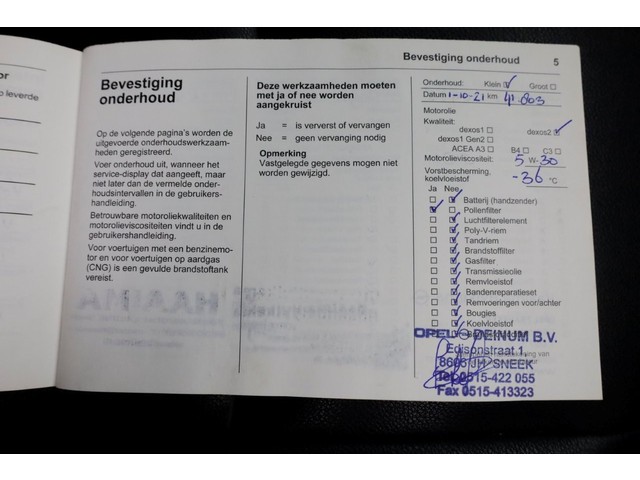 or
o leverde
Bevestiging onderhoud 5
Bevestiging
onderhoud
Op de volgende pagina's worden de
uitgevoerde onderhoudswerkzaam-
heden geregistreerd.
Voer onderhoud uit, wanneer het
service-display dat aangeeft, maar
niet later dan de vermelde onder-
houdsintervallen in de gebruikers-
handleiding.
Betrouwbare motoroliekwaliteiten en
motorolieviscositeiten vindt u in de
gebruikershandleiding.
Voor voertuigen met een benzinemo-
tor en voor voertuigen op aardgas
(CNG) is een gevulde brandstoftank
vereist.
Deze werkzaamheden moeten
met ja of nee worden
aangekruist
Ja = is ververst of vervangen
Nee = geen vervanging nodig
Opmerking
Vastgelegde gegevens mogen niet
worden gewijzigd.
Onderhoud: Klein Groot
Datum 1-10-21 km 41.803
Motorolie
Kwaliteit:
dexos1 dexos2
dexos1 Gen2
ACEA A3 B4 C3
Motorolieviscositeit: 5 W-30
Vorstbescherming
koelvloeistof -36 °C
Ja Nee
Batterij (handzender)
Pollenfilter
Luchtfilterelement
Poly-V-riem
Tandriem
Brandstoffilter
Gasfilter
Transmissieolie
Remvloeistof
Bandenreparatieset
Remvoeringen voor/achter
Bougies
Koelvloeistof
OPEL DEINUM B.V.
Edisonstraat 1
8606 JH SNEEK
Tel. 0515-422 055
Fax 0515-413323